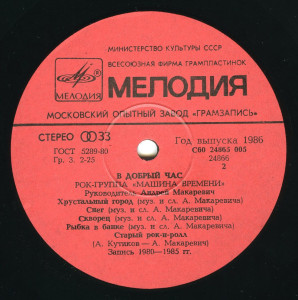 МИНИСТЕРСТВО КУЛЬТУРЫ СССР
ВСЕСОЮЗНАЯ ФИРМА ГРАМПЛАСТИНОК
МЕЛОДИЯ
МЕЛОДИЯ
МОСКОВСКИЙ ОПЫТНЫЙ ЗАВОД «ГРАМЗАПИСЬ»
СТЕРЕО 33
Год выпуска 1986
ГОСТ 5289-80
С60 24865 005
Гр. 3. 2-25
24866
2
В ДОБРЫЙ ЧАС
РОК-ГРУППА «МАШИНА ВРЕМЕНИ»
Руководитель Андрей Макаревич
Хрустальный город (муз. и сл. А. Макаревича)
Снег (муз и сл. А. Макаревича)
Скворец (муз и сл. А. Макаревича)
Рыбка в банке (муз и сл. А. Макаревича)
Старый рок-н-ролл
(А. Кутиков — А. Макаревич)
Запись 1980—1985 гг.